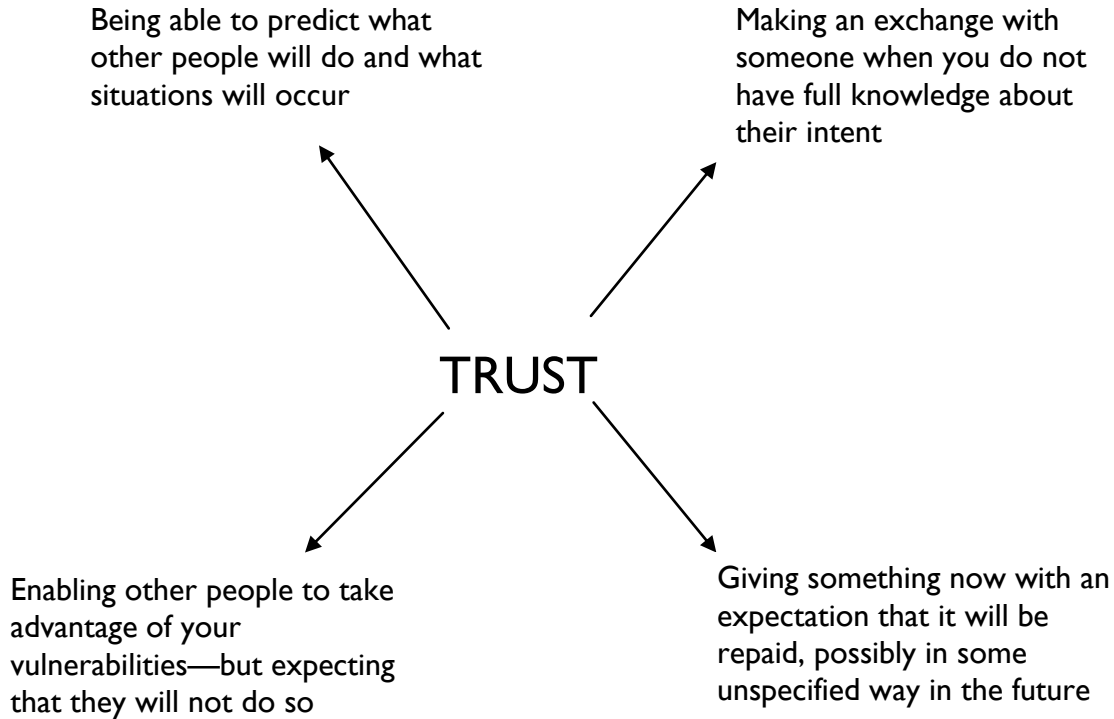 Being able to predict what
other people will do and what
situations will occur
Making an exchange with
someone when you do not
have full knowledge about
their intent
TRUST
Enabling other people to take
advantage of your
vulnerabilities—but expecting
that they will not do so
Giving something now with an
expectation that it will be
repaid, possibly in some
unspecified way in the future